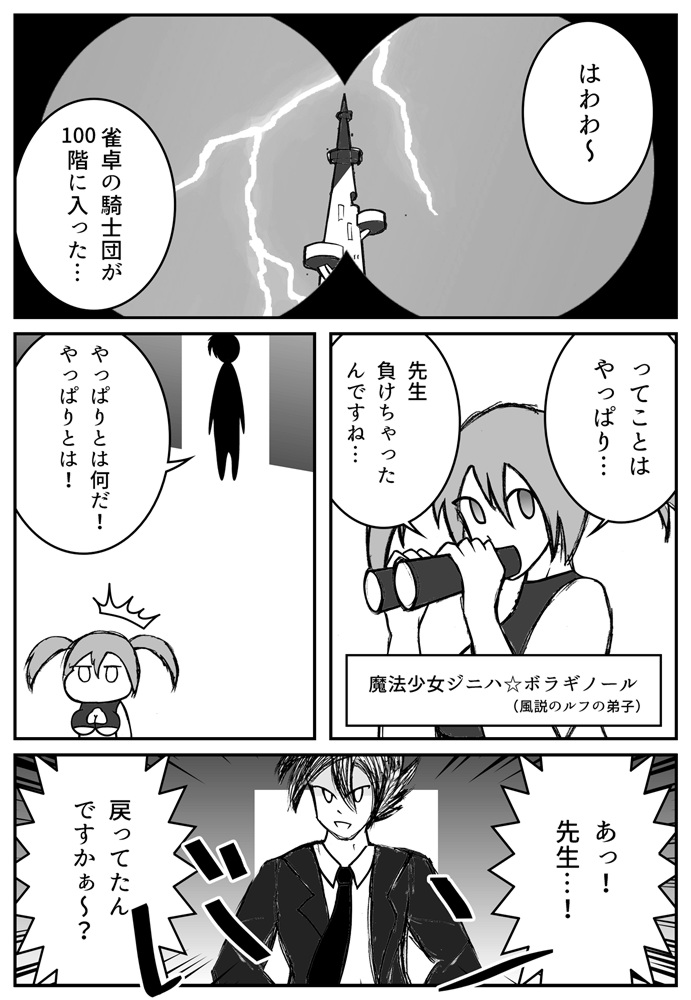 はわわ～
雀卓の騎士団が
100階に入った…
ってことは
やっぱり…
先生
負けちゃった
んですね…
魔法少女ジニハ☆ボラギノール
（風説のルフの弟子）
やっぱりとは何だ！
やっぱりとは！
あっ！
先生…！
バーン
戻ってたん
ですかぁ～？